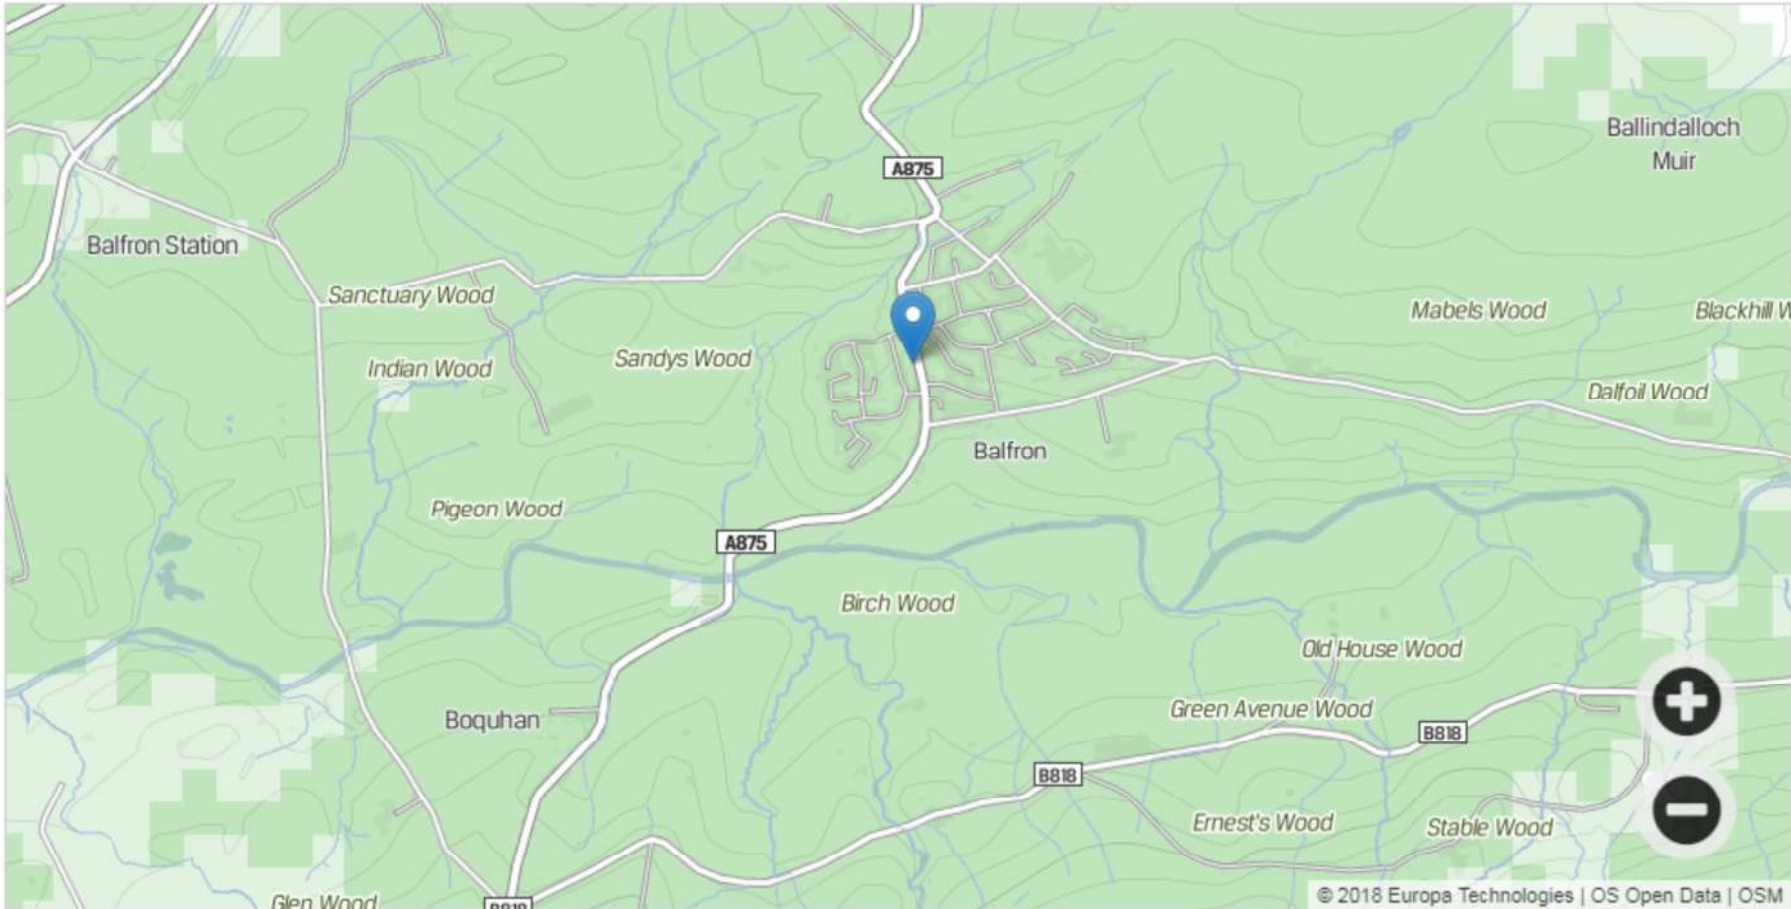 Ballindalloch
Muir
A875
Balfron Station
Sanctuary Wood
Mabels Wood
Blackhill W
Sandys Wood
Indian Wood
Dalfoil Wood
Balfron
Pigeon Wood
A875
Birch Wood
Old House Wood
Green Avenue Wood
Boquhan
B818
B818
Ernest's Wood
Stable Wood
Glen Wood
B818
© 2018 Europa Technologies | OS Open Data | OSM